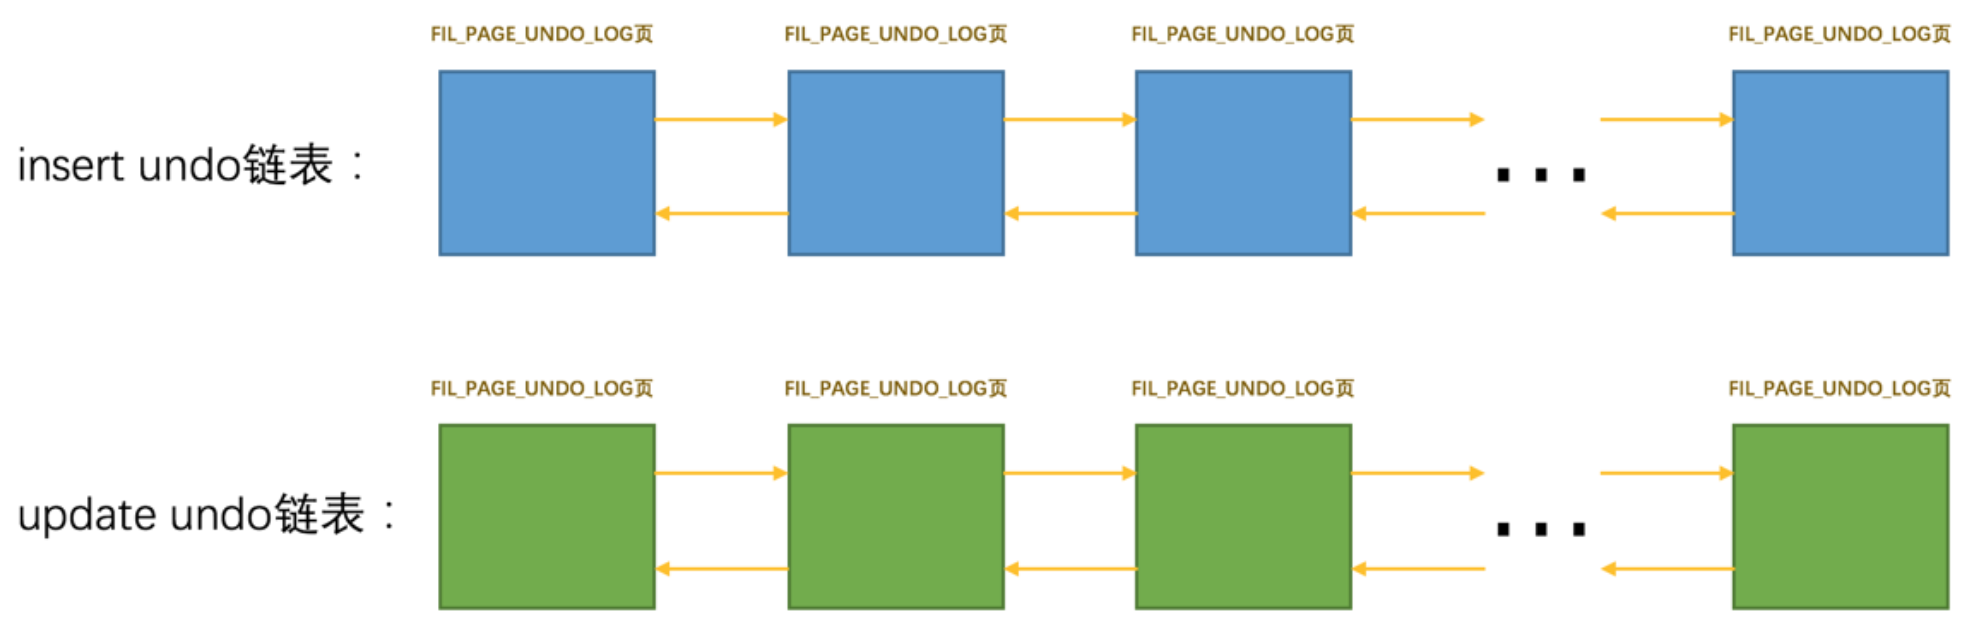 FIL_PAGE_UNDO_LOG页 FIL_PAGE_UNDO_LOG页 FIL_PAGE_UNDO_LOG页 FIL_PAGE_UNDO_LOG页
insert undo链表：
...
FIL_PAGE_UNDO_LOG页 FIL_PAGE_UNDO_LOG页 FIL_PAGE_UNDO_LOG页 FIL_PAGE_UNDO_LOG页
update undo链表：
...